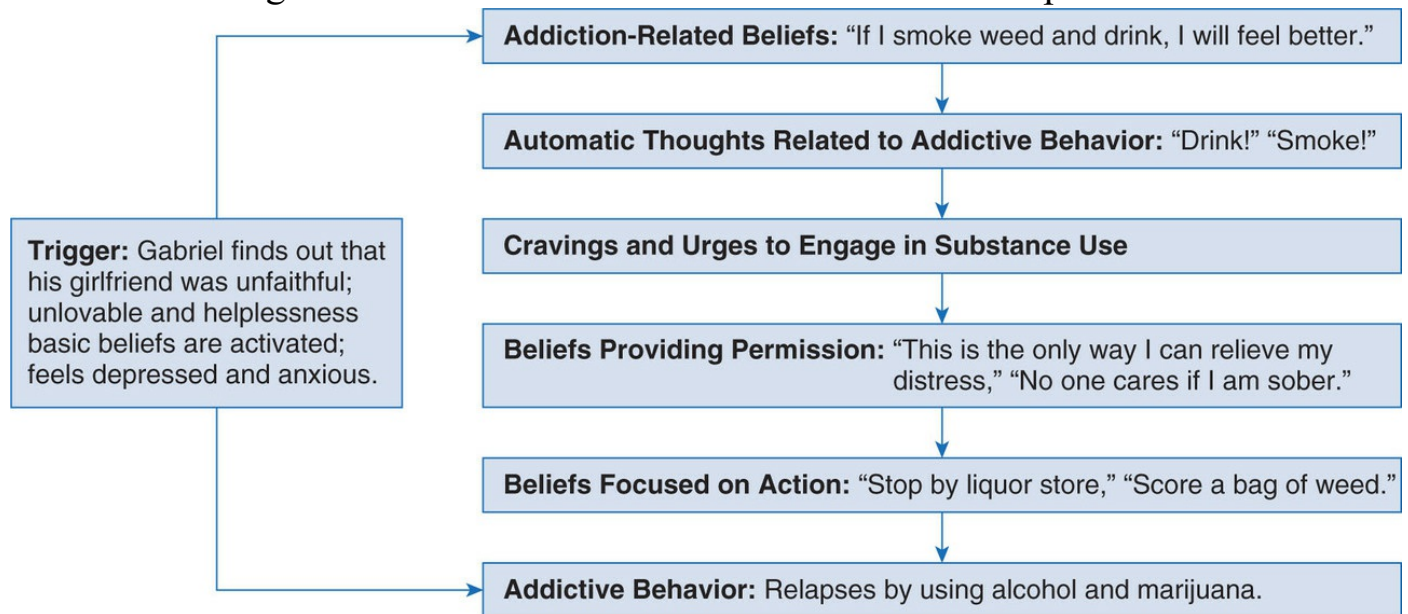 Addiction-Related Beliefs: “If I smoke weed and drink, I will feel better.”
Automatic Thoughts Related to Addictive Behavior: “Drink!” “Smoke!”
Trigger: Gabriel finds out that
his girlfriend was unfaithful;
unlovable and helplessness
basic beliefs are activated;
feels depressed and anxious.
Cravings and Urges to Engage in Substance Use
Beliefs Providing Permission: “This is the only way I can relieve my
distress,” “No one cares if I am sober.”
Beliefs Focused on Action: “Stop by liquor store,” “Score a bag of weed.”
Addictive Behavior: Relapses by using alcohol and marijuana.